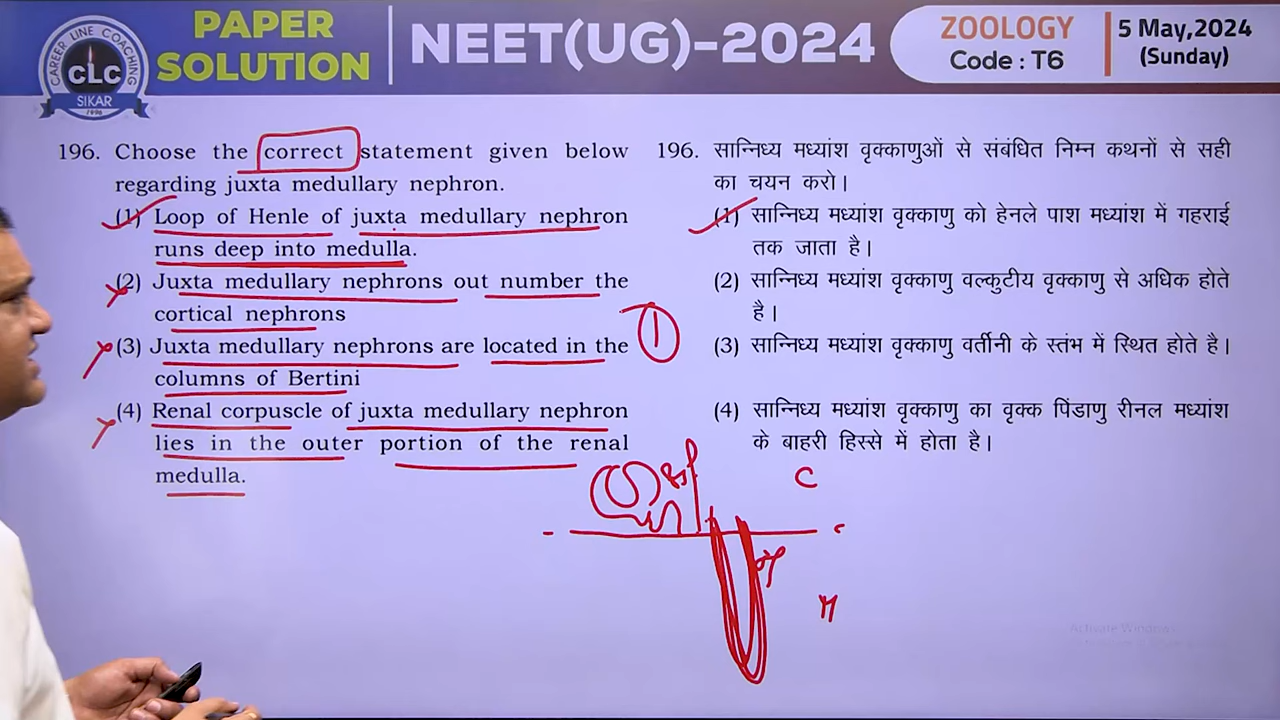 CAREER LINE COACHING
CLC
SIKAR
1996
PAPER
SOLUTION
NEET(UG)-2024
ZOOLOGY
Code : T6
5 May,2024
(Sunday)
196. Choose the correct statement given below
regarding juxta medullary nephron.
(1) Loop of Henle of juxta medullary nephron
runs deep into medulla.
(2) Juxta medullary nephrons out number the
cortical nephrons
(3) Juxta medullary nephrons are located in the
columns of Bertini
(4) Renal corpuscle of juxta medullary nephron
lies in the outer portion of the renal
medulla.
1
196. सान्निध्य मध्यांश वृक्काणुओं से संबंधित निम्न कथनों से सही
का चयन करो।
(1) सान्निध्य मध्यांश वृक्काणु को हेनले पाश मध्यांश में गहराई
तक जाता है।
(2) सान्निध्य मध्यांश वृक्काणु वल्कुटीय वृक्काणु से अधिक होते
है।
(3) सान्निध्य मध्यांश वृक्काणु वर्तीनी के स्तंभ में स्थित होते है।
(4) सान्निध्य मध्यांश वृक्काणु का वृक्क पिंडाणु रीनल मध्यांश
के बाहरी हिस्से में होता है।
C
M
Activate Windows